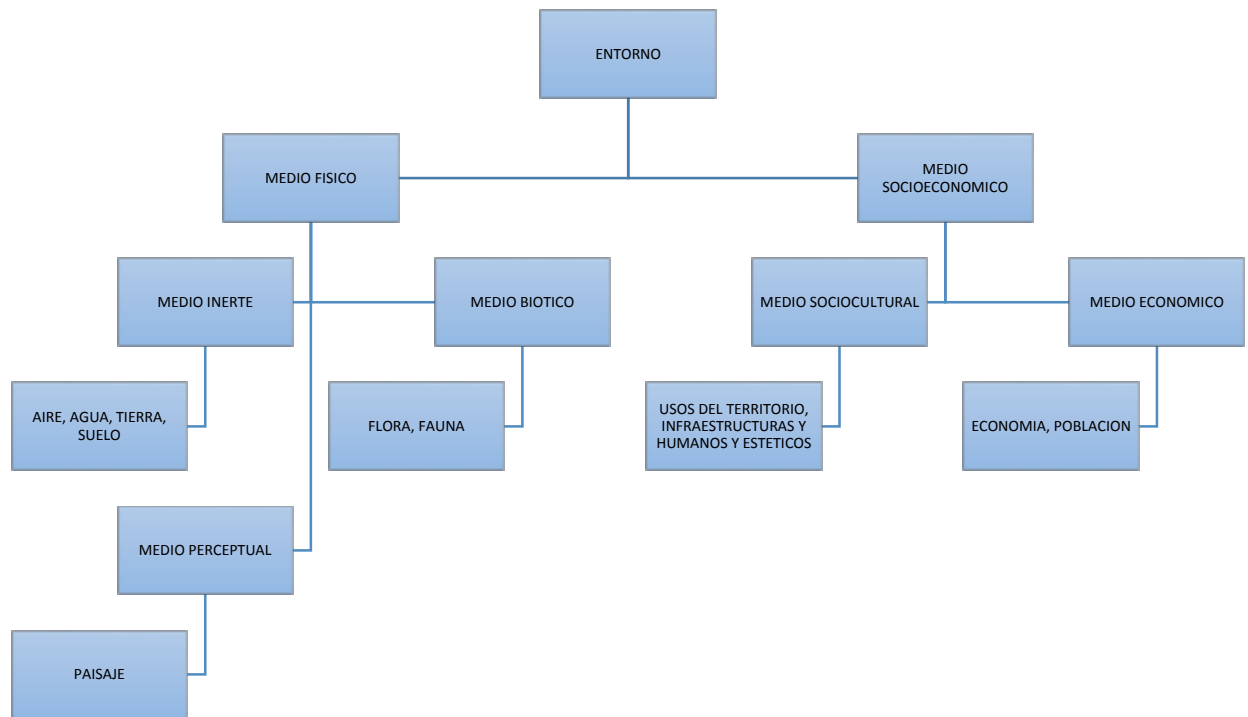 ENTORNO
MEDIO FISICO
MEDIO
SOCIOECONOMICO
MEDIO INERTE
MEDIO BIOTICO
MEDIO SOCIOCULTURAL
MEDIO ECONOMICO
AIRE, AGUA, TIERRA,
SUELO
FLORA, FAUNA
USOS DEL TERRITORIO,
INFRAESTRUCTURAS Y
HUMANOS Y ESTETICOS
ECONOMIA, POBLACION
MEDIO PERCEPTUAL
PAISAJE